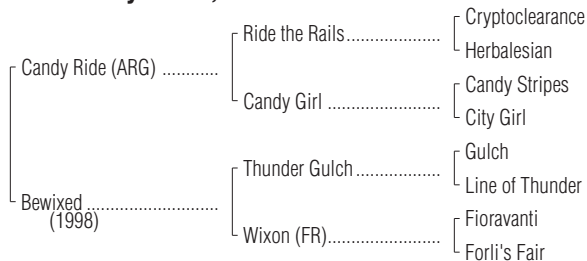 Cryptoclearance
Ride the Rails....................
Herbalesian
Candy Ride (ARG) ............
Candy Stripes
Candy Girl ........................
City Girl
Gulch
Thunder Gulch..................
Line of Thunder
Bewixed ............................
(1998)
Fioravanti
Wixon (FR)........................
Forli's Fair